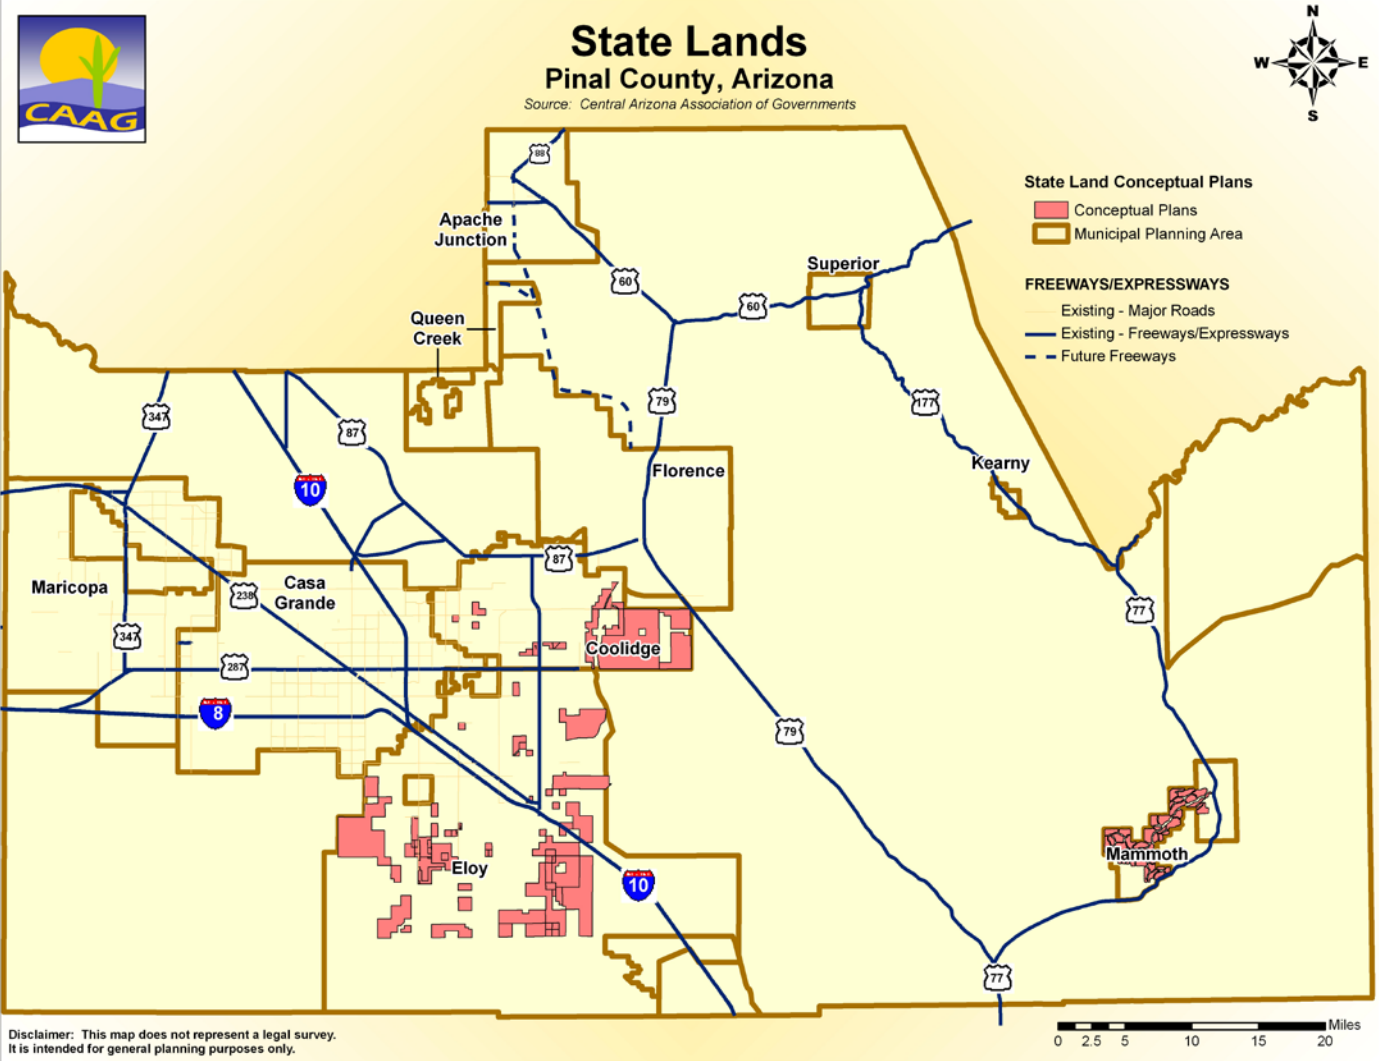 State Lands
Pinal County, Arizona
Source: Central Arizona Association of Governments
CAAG
N
W E
S
State Land Conceptual Plans
Conceptual Plans
Municipal Planning Area
FREEWAYS/EXPRESSWAYS
Existing - Major Roads
Existing - Freeways/Expressways
Future Freeways
88
Apache
Junction
60
Superior
60
Queen
Creek
347
87
79
177
Florence
Kearny
10
87
Maricopa
238
Casa
Grande
77
347
287
Coolidge
8
79
Mammoth
Eloy
10
77
Miles
0 2.5 5 10 15 20
Disclaimer: This map does not represent a legal survey.
It is intended for general planning purposes only.